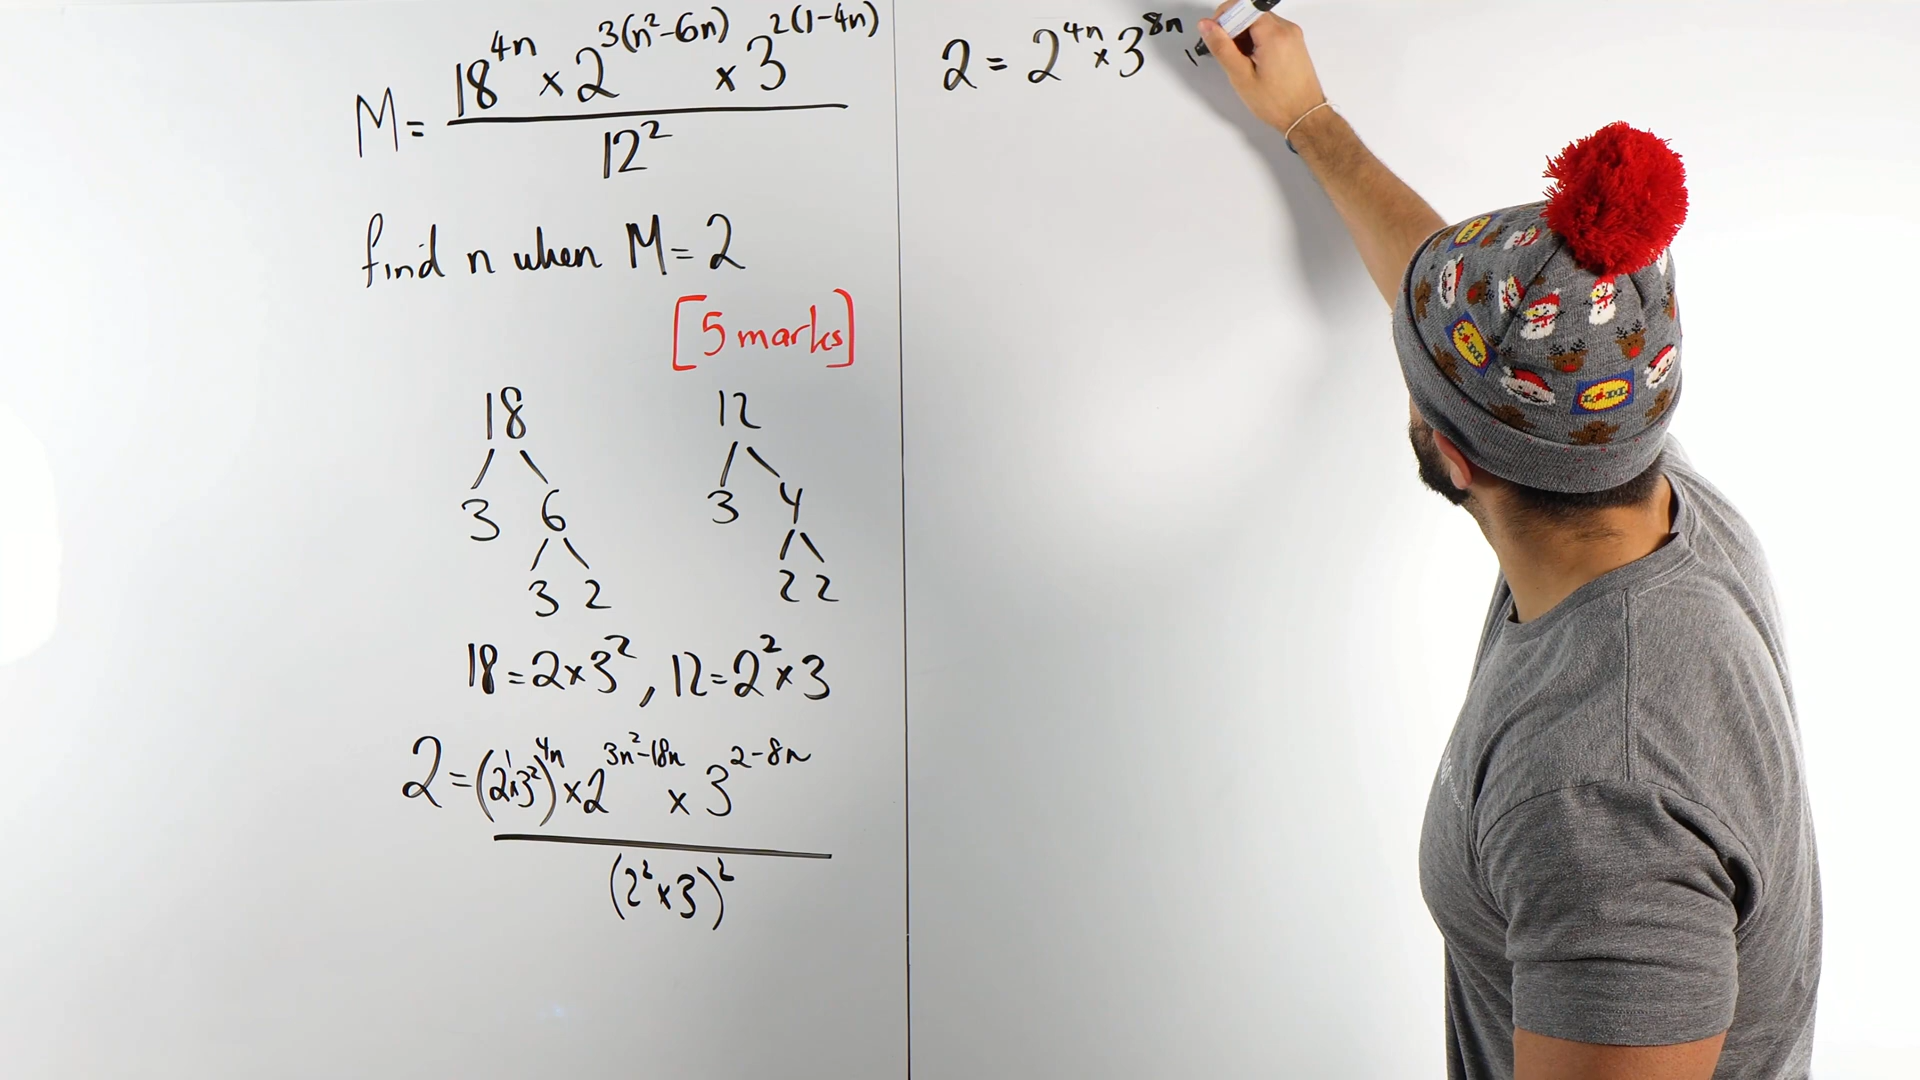 M = 18^4n × 2^3(n²-6n) × 3^2(1-4n)
12²
find n when M = 2
[5 marks]
18 12
3 6 3 4
3 2 2 2
18 = 2 × 3² , 12 = 2² × 3
2 = (2¹ × 3²)^4n × 2^3n²-18n × 3^2-8n
(2² × 3)²
2 = 2^4n × 3^8n